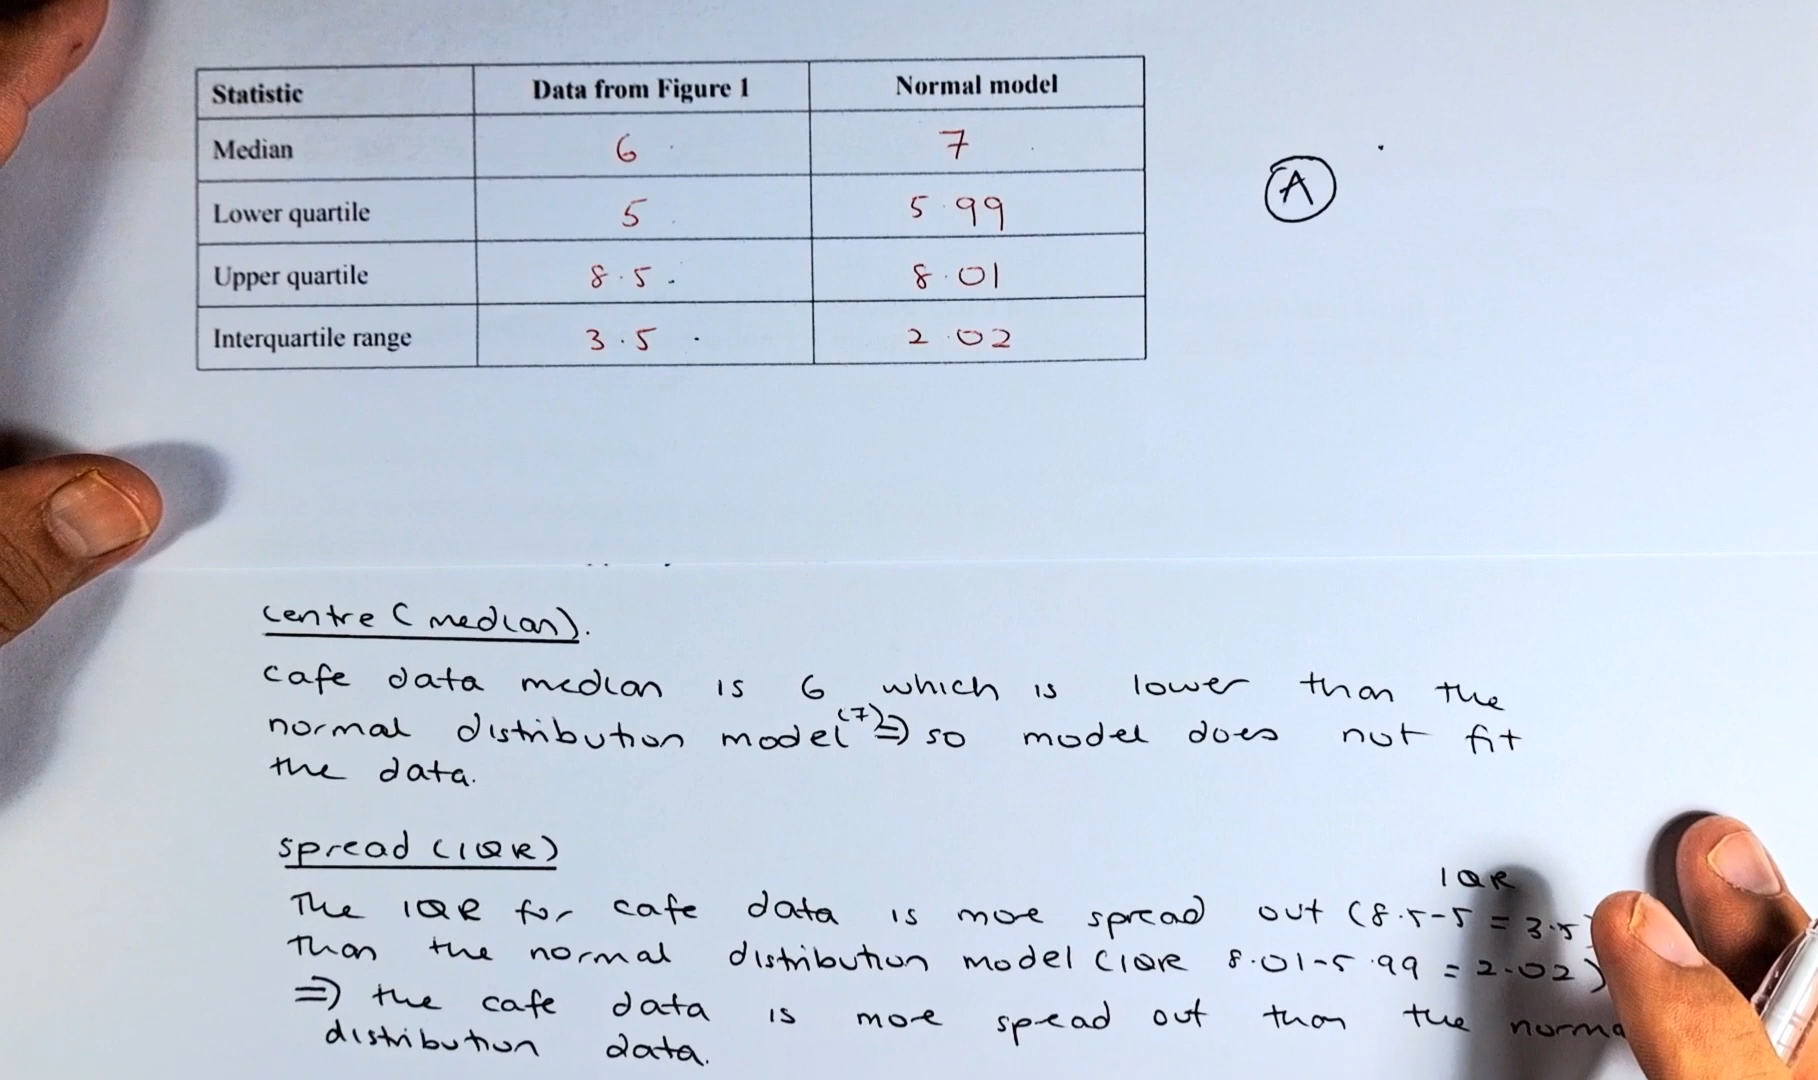 Statistic Data from Figure 1 Normal model
Median 6 7
Lower quartile 5 5.99
Upper quartile 8.5 8.01
Interquartile range 3.5 2.02
A
centre (median).
cafe data median is 6 which is lower than the
normal distribution model (7) ⇒ so model does not fit
the data.
spread (IQR)
IQR
The IQR for cafe data is more spread out (8.5-5 = 3.5)
than the normal distribution model (IQR 8.01-5.99 = 2.02)
⇒ the cafe data is more spread out than the norma
distribution data.